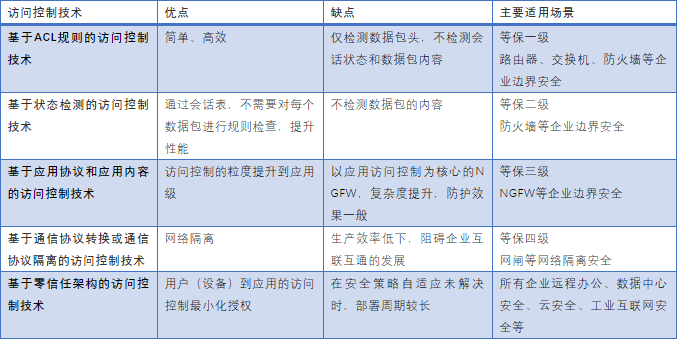 访问控制技术 优点 缺点 主要适用场景
基于ACL规则的访问控制 简单、高效 仅检测数据包头、不检测会 等保一级
技术 话状态和数据包内容 路由器、交换机、防火墙等企
业边界安全
基于状态检测的访问控制 通过会话表，不需要对每个 不检测数据包的内容 等保二级
技术 数据包进行规则检查，提升 防火墙等企业边界安全
性能
基于应用协议和应用内容 访问控制的粒度提升到应用 以应用访问控制为核心的N 等保三级
的访问控制技术 级 GFW，复杂度提升，防护效 NGFW等企业边界安全
果一般
基于通信协议转换或通信 网络隔离 生产效率低下，阻碍企业互 等保四级
协议隔离的访问控制技术 联互通的发展 网闸等网络隔离安全
基于零信任架构的访问控 用户（设备）到应用的访问 在安全策略自适应未解决 所有企业远程办公、数据中心
制技术 控制最小化授权 时，部署周期较长 安全、云安全、工业互联网安
全等